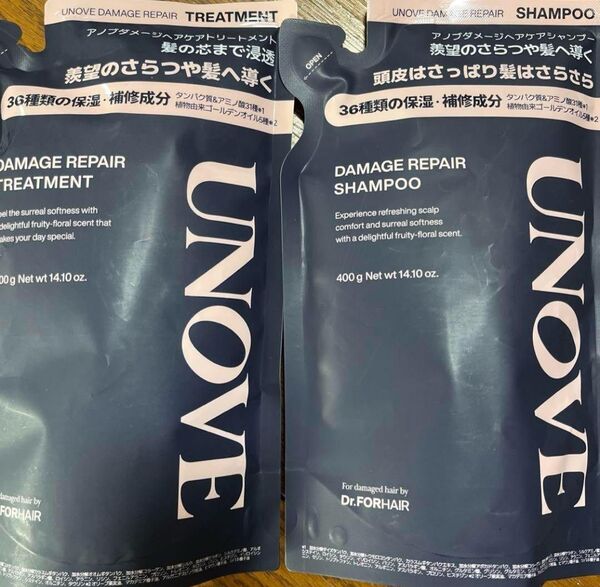 UNOVE DAMAGE REPAIR TREATMENT
アノブダメージヘアケアトリートメント
髪の芯まで浸透
羨望のさらつや髪へ導く
36種類の保湿・補修成分 タンパク質&アミノ酸31種*1
植物由来ゴールデンオイル5種*2
DAMAGE REPAIR
TREATMENT
eel the surreal softness with
a delightful fruity-floral scent that
akes your day special.
00 g Net wt 14.10 oz.
UNOVE
For damaged hair by
Dr.FORHAIR
UNOVE DAMAGE REPAIR SHAMPOO
アノブダメージヘアケアシャンプー
羨望のさらつや髪へ導く
頭皮はさっぱり髪はさらさら
OPEN
36種類の保湿・補修成分 タンパク質&アミノ酸31種*1
植物由来ゴールデンオイル5種*2
DAMAGE REPAIR
SHAMPOO
Experience refreshing scalp
comfort and surreal softness
with a delightful fruity-floral scent.
400 g Net wt 14.10 oz.
UNOVE
For damaged hair by
Dr.FORHAIR